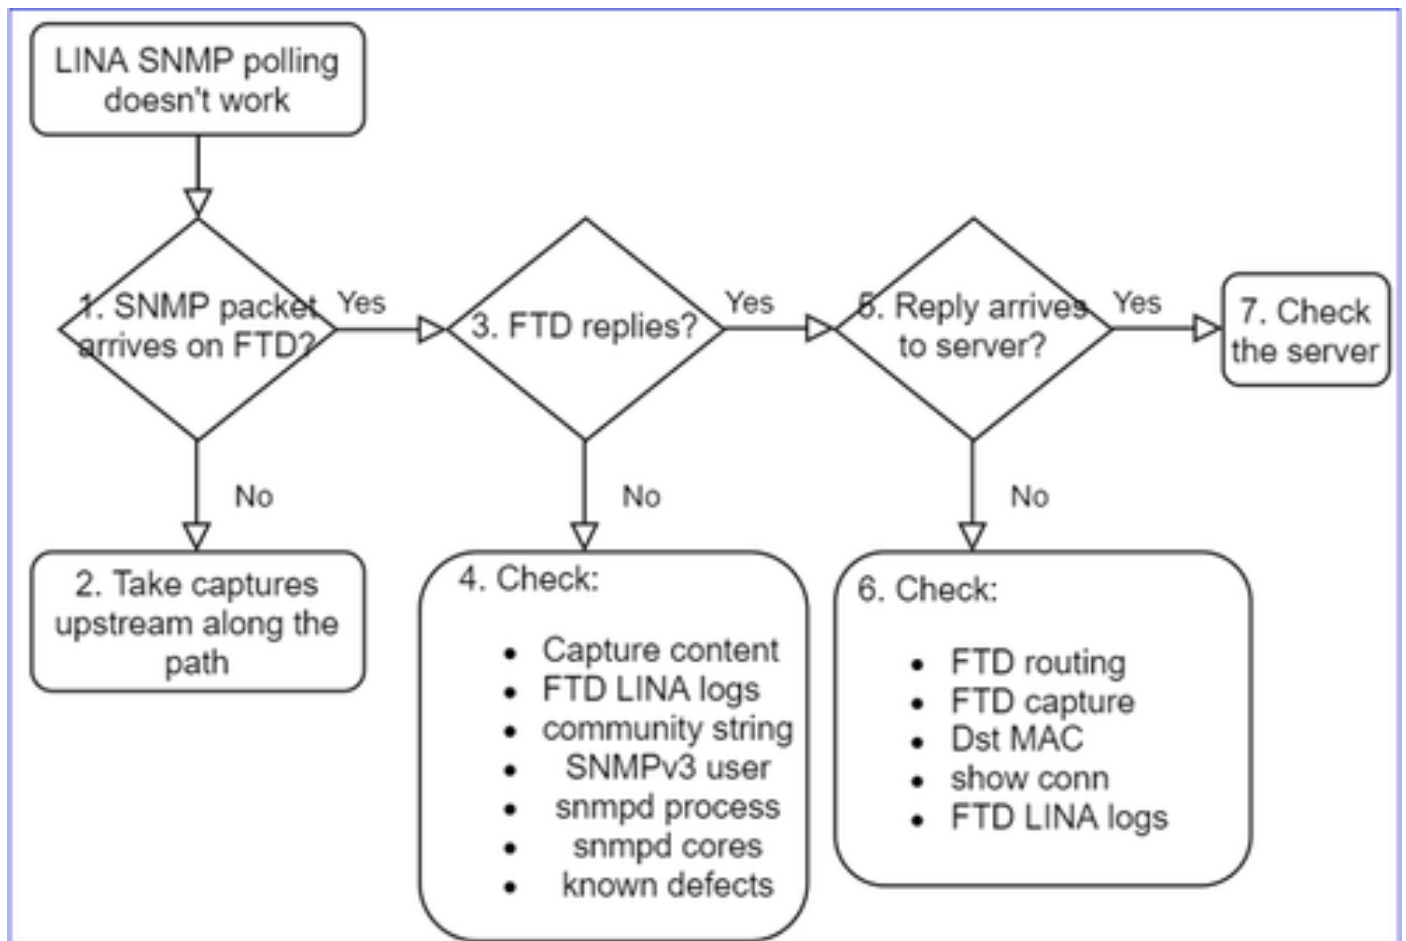 LINA SNMP polling
doesn't work
1. SNMP packet
arrives on FTD?
Yes
No
2. Take captures
upstream along the
path
3. FTD replies?
Yes
No
4. Check:
• Capture content
• FTD LINA logs
• community string
• SNMPv3 user
• snmpd process
• snmpd cores
• known defects
5. Reply arrives
to server?
Yes
No
6. Check:
• FTD routing
• FTD capture
• Dst MAC
• show conn
• FTD LINA logs
7. Check
the server